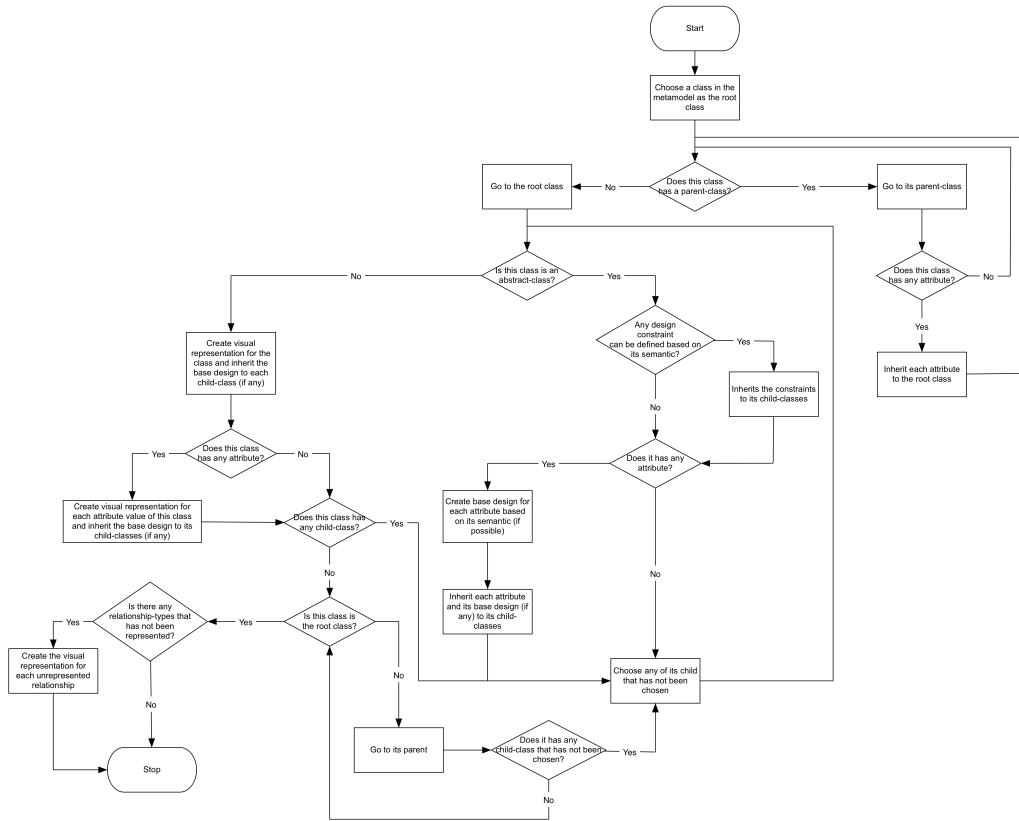 Start
Choose a class in the
metamodel as the root
class
Go to the root class
No
Does this class
has a parent-class?
Yes
Go to its parent-class
No
Is this class is an
abstract-class?
Yes
Does this class
has any attribute?
No
Any design
constraint
can be defined based on
its semantic?
Yes
Yes
Create visual
representation for the
class and inherit the
base design to each
child-class (if any)
Inherit each attribute
to the root class
Inherits the constraints
to its child-classes
No
Yes
Does this class
has any attribute?
No
Yes
Does it has any
attribute?
Create visual representation for
each attribute value of this class
and inherit the base design to its
child-classes (if any)
Does this class has
any child-class?
Yes
Create base design for
each attribute based
on its semantic (if
possible)
No
No
Is there any
relationship-types that
has not been
represented?
Yes
Yes
Is this class is
the root class?
Inherit each attribute
and its base design (if
any) to its child-
classes
Create the visual
representation for
each unrepresented
relationship
No
No
Choose any of its child
that has not been
chosen
Go to its parent
Does it has any
child-class that has not been
chosen?
Yes
Stop
No